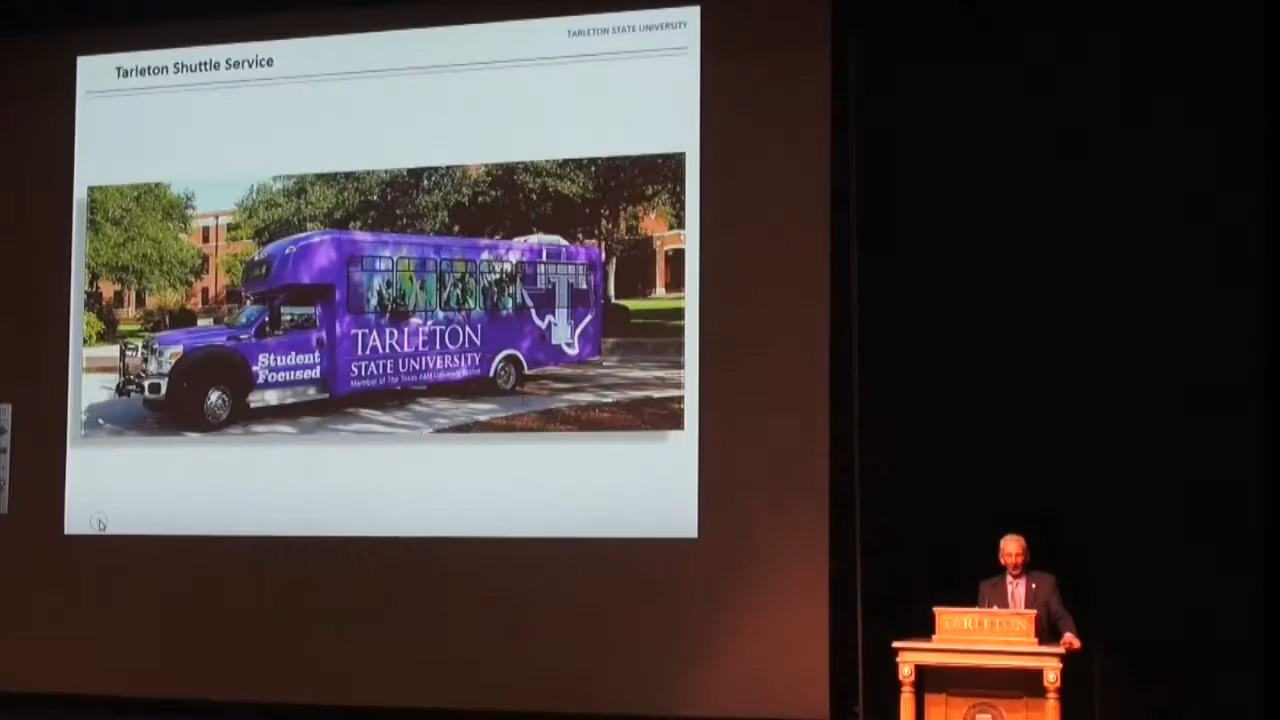 TARLETON STATE UNIVERSITY
Tarleton Shuttle Service
TARLETON
STATE UNIVERSITY
Member of The Texas A&M University System
Student
Focused
T
TARLETON